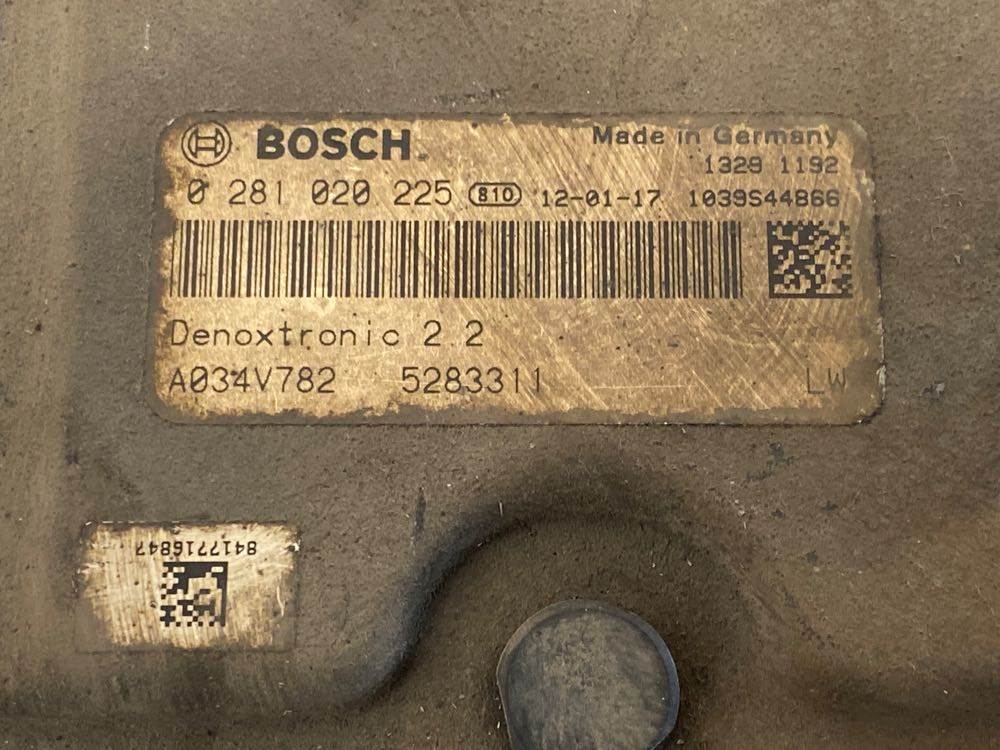 BOSCH
Made in Germany
1329 1192
0 281 020 225 810 12-01-17 1039S44866
Denoxtronic 2.2
A034V782 5283311 LW
84177716847